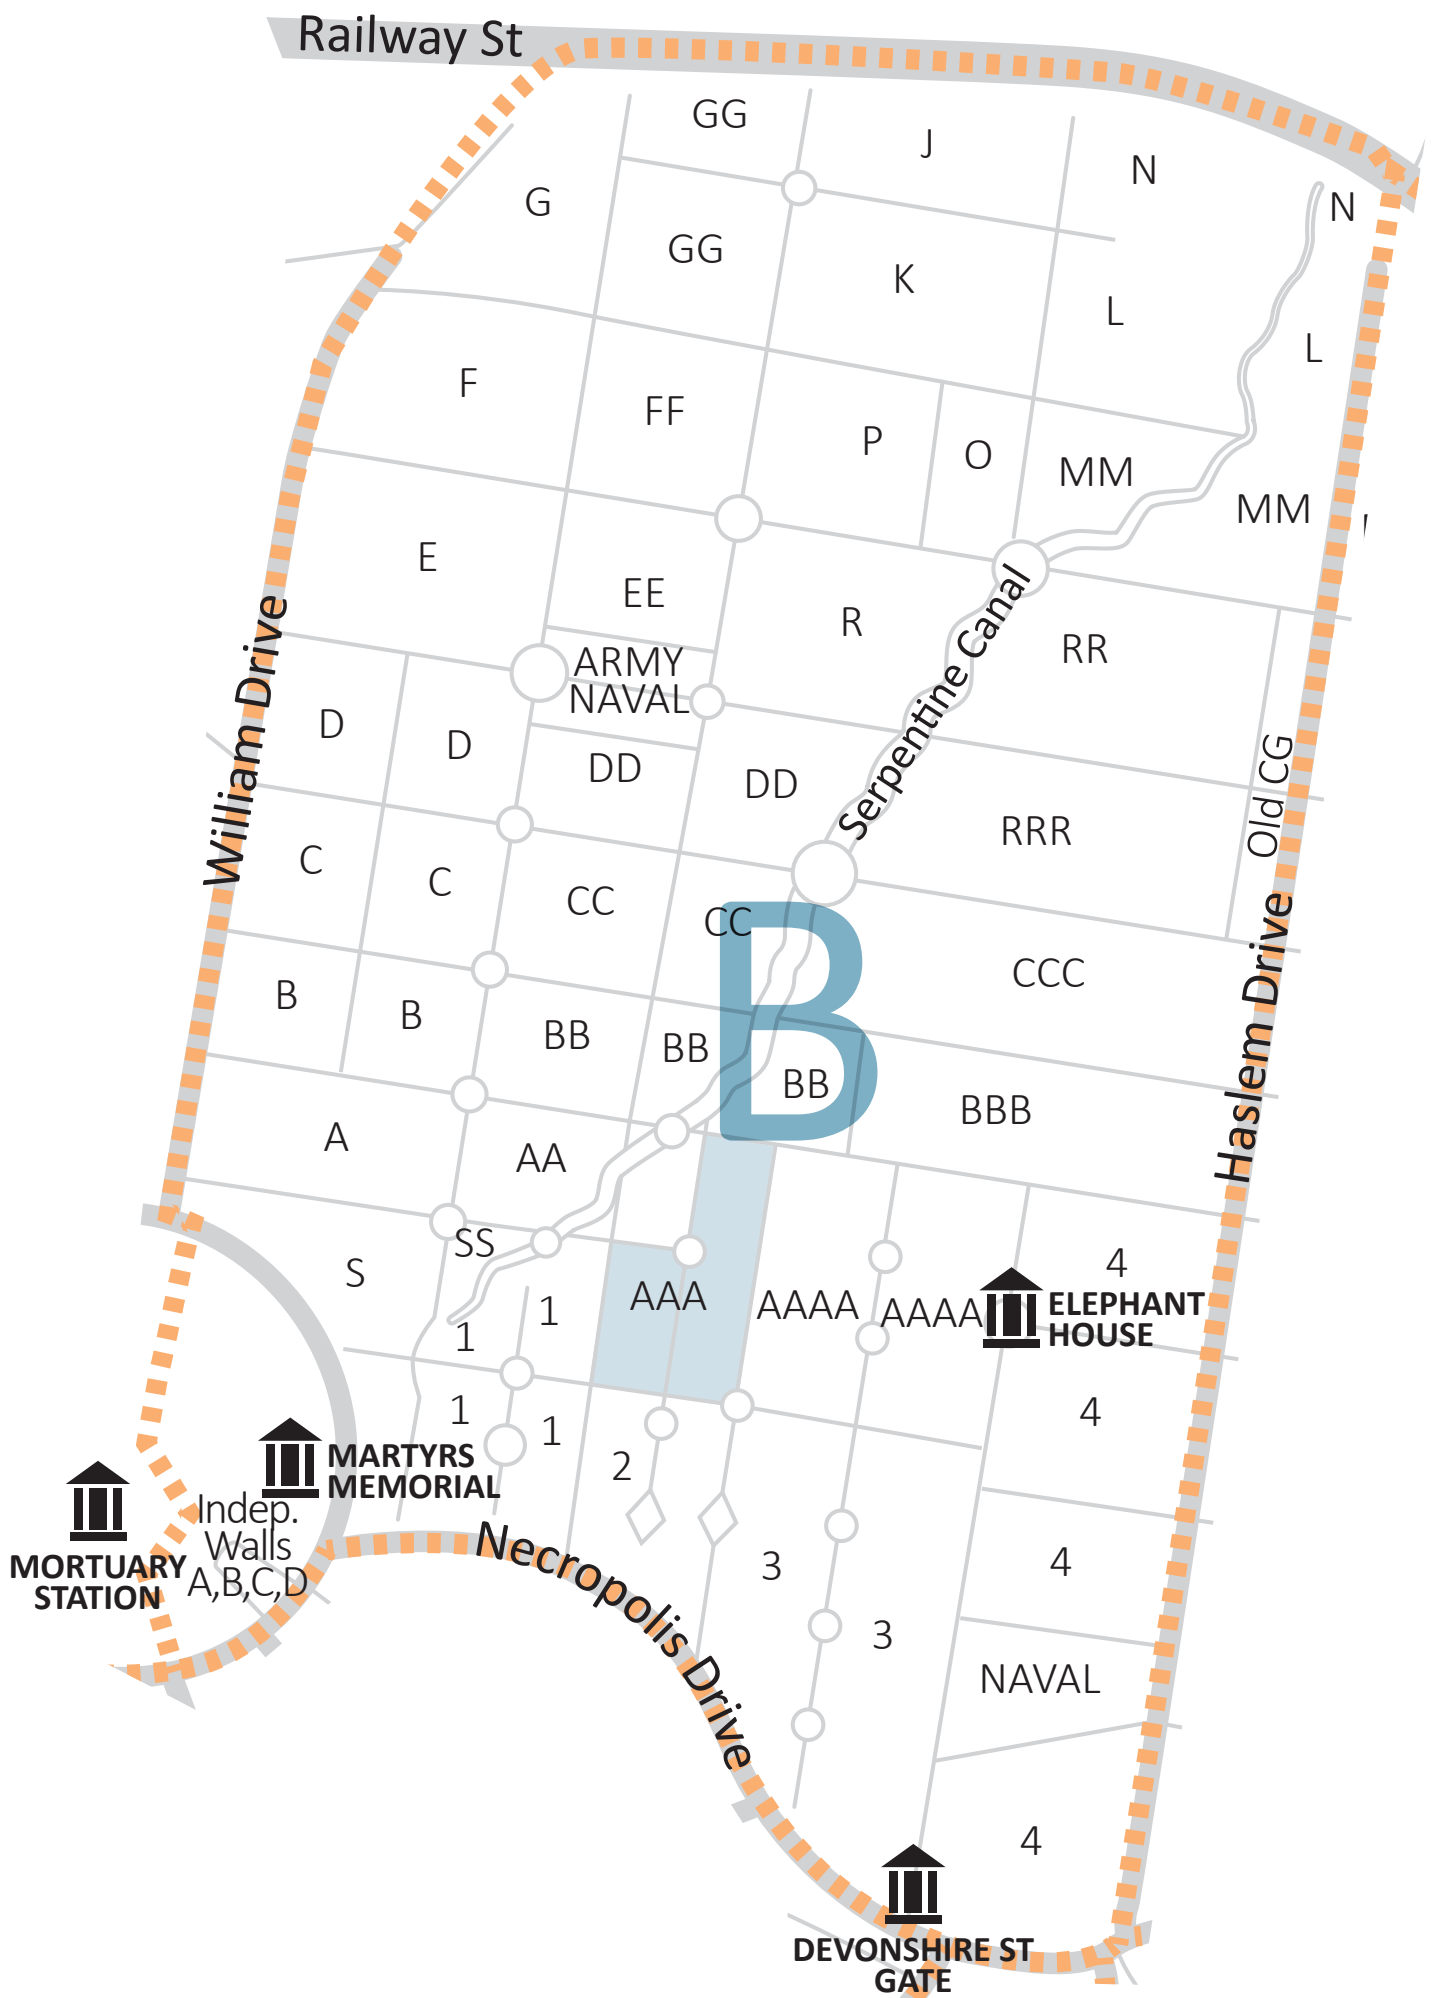 Railway St
GG
J
N
N
G
GG
K
L
L
F
FF
P
O
MM
MM
E
EE
R
RR
ARMY
NAVAL
William Drive
Serpentine Canal
D
D
DD
DD
Old CG
RRR
C
C
CC
CC
B
CCC
Haslem Drive
B
B
BB
BB
BB
BBB
A
AA
S
SS
1
1
AAA
AAAA
AAAA
4
ELEPHANT
HOUSE
1
1
2
4
MARTYRS
MEMORIAL
Indep.
Walls
A,B,C,D
MORTUARY
STATION
Necropolis Drive
3
3
4
NAVAL
4
DEVONSHIRE ST
GATE